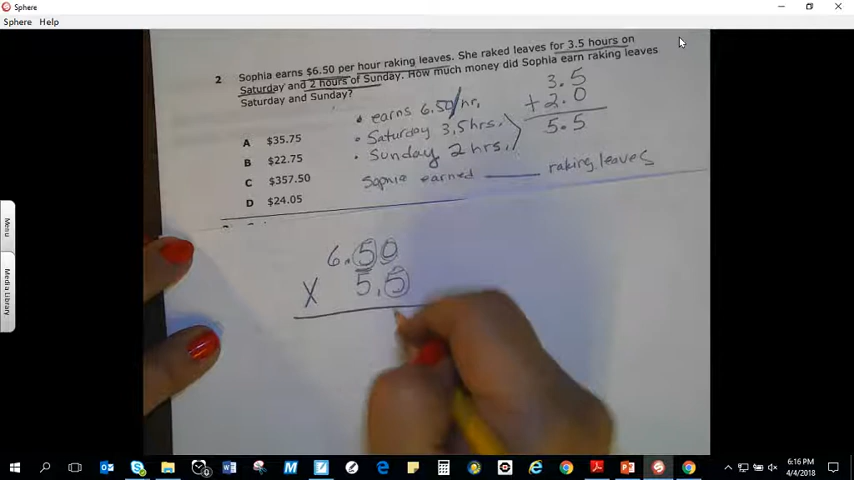 Sphere
Sphere Help
2 Sophia earns $6.50 per hour raking leaves. She raked leaves for 3.5 hours on
Saturday and 2 hours of Sunday. How much money did Sophia earn raking leaves
Saturday and Sunday?
A $35.75
B $22.75
C $357.50
D $24.05
• earns 6.50/hr.
• Saturday 3.5 hrs.
• Sunday 2 hrs.
Sophia earned ____ raking leaves
3.5
+ 2.0
5.5
6.50
X 5.5
Menu
Media Library
6:16 PM
4/4/2018